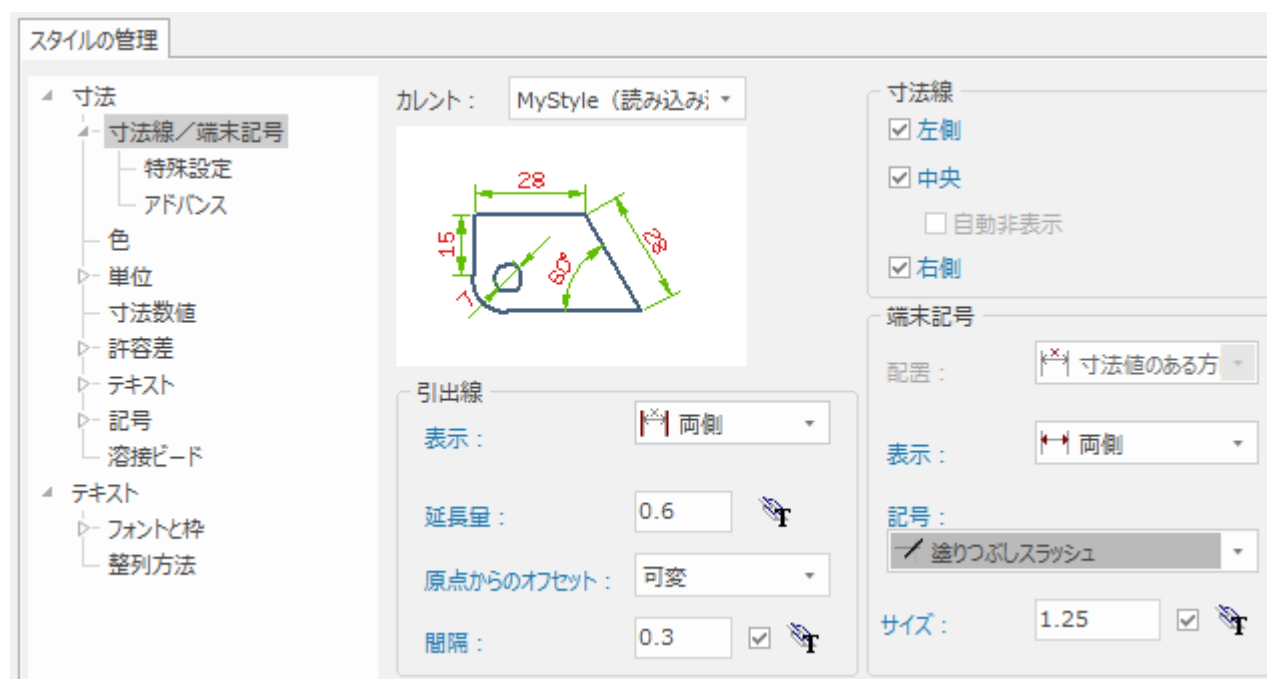 スタイルの管理
寸法
寸法線／端末記号
特殊設定
アドバンス
色
単位
寸法数値
許容差
テキスト
記号
溶接ビード
テキスト
フォントと枠
整列方法
カレント： MyStyle（読み込み
28
15
28
60°
7
引出線
表示： 両側
延長量： 0.6
原点からのオフセット： 可変
間隔： 0.3
寸法線
左側
中央
自動非表示
右側
端末記号
配置： 寸法値のある方
表示： 両側
記号：
塗りつぶしスラッシュ
サイズ： 1.25